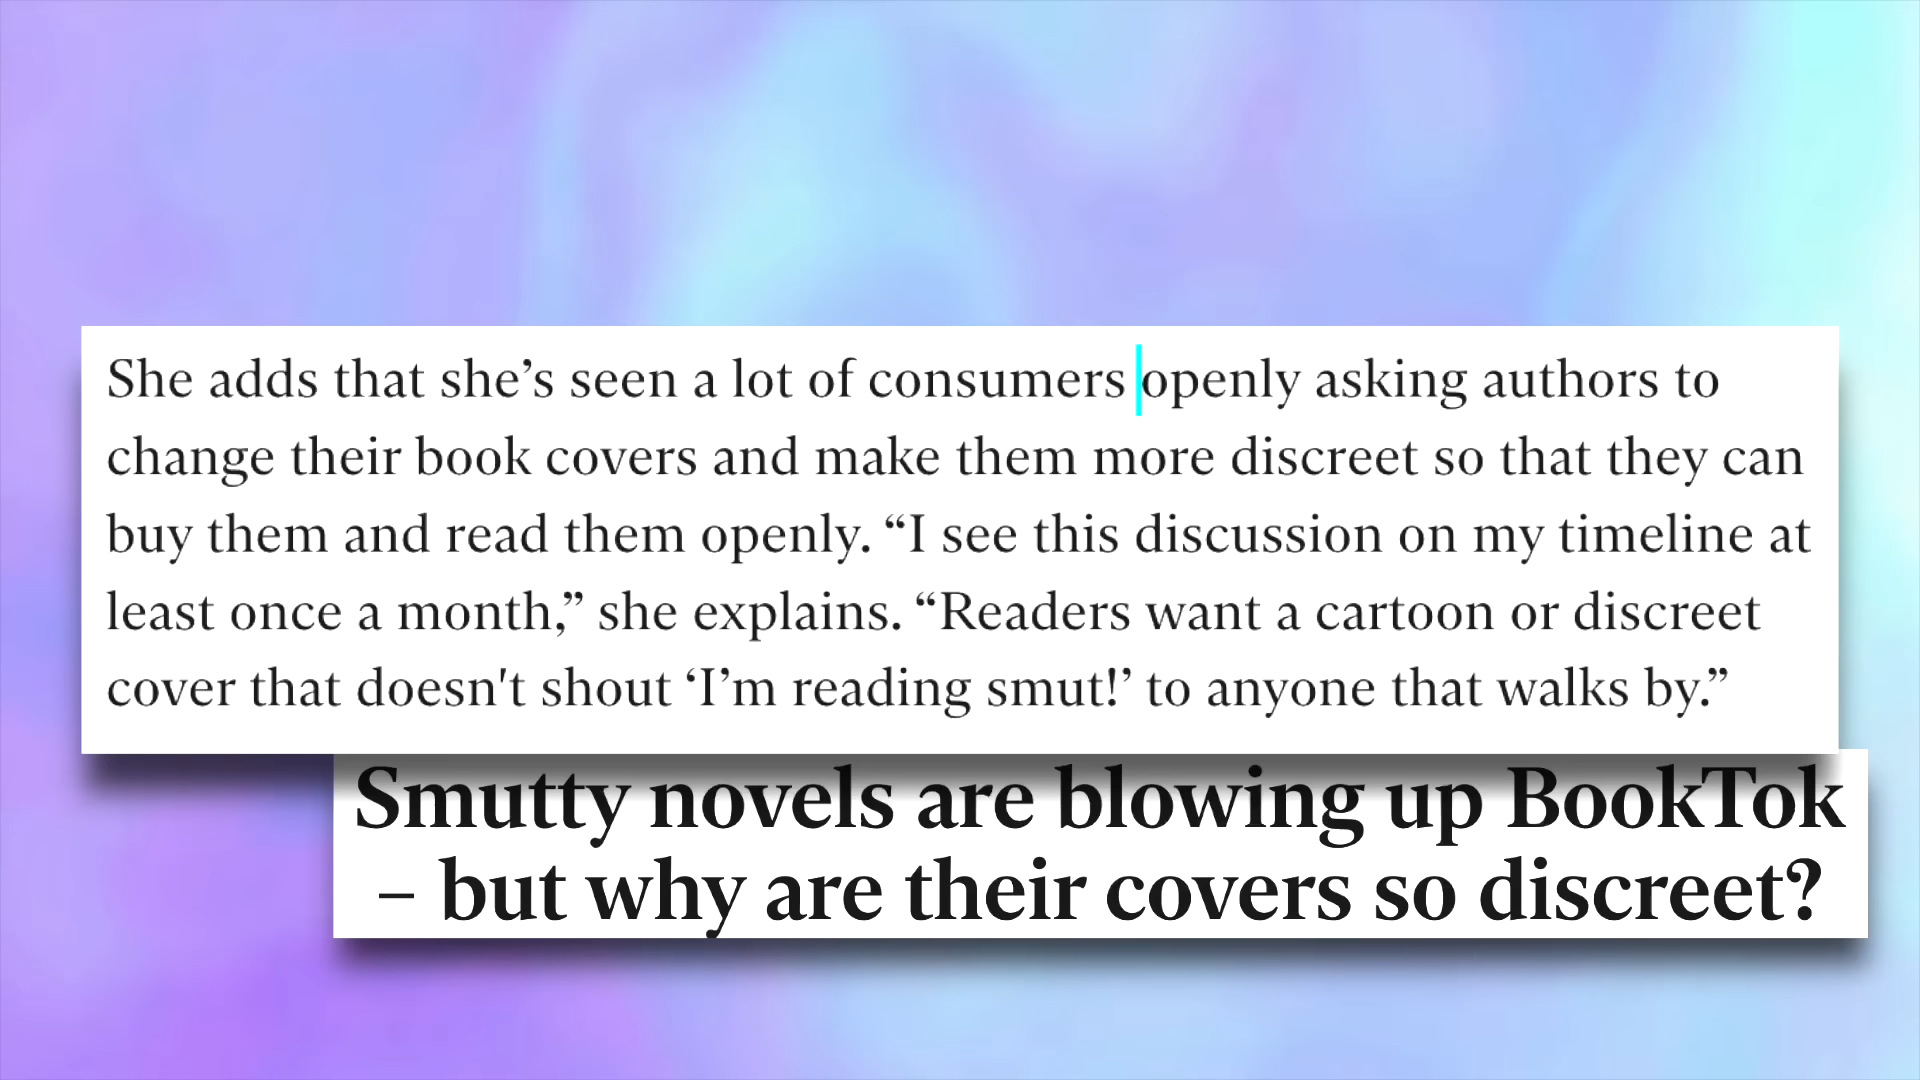 She adds that she’s seen a lot of consumers openly asking authors to
change their book covers and make them more discreet so that they can
buy them and read them openly. “I see this discussion on my timeline at
least once a month,” she explains. “Readers want a cartoon or discreet
cover that doesn't shout ‘I’m reading smut!’ to anyone that walks by.”
Smutty novels are blowing up BookTok
– but why are their covers so discreet?